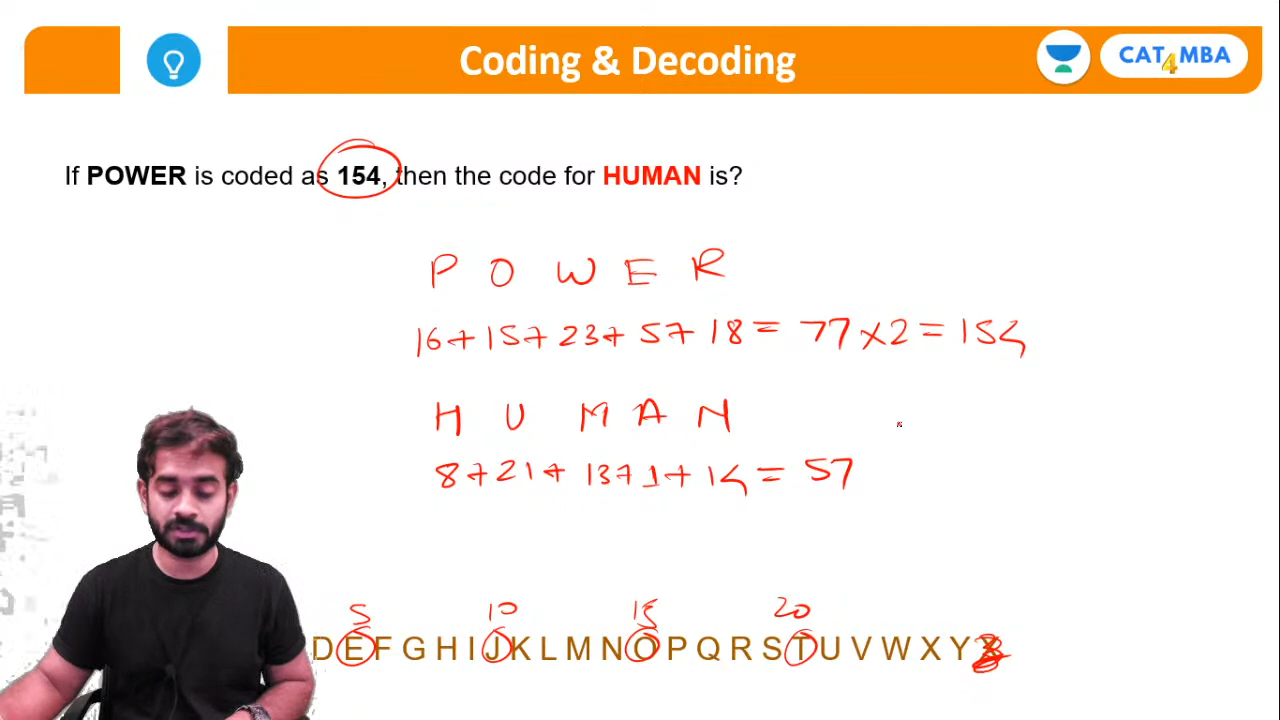 Coding & Decoding
CAT4MBA
If POWER is coded as 154, then the code for HUMAN is?
P O W E R
16+15+23+5+18= 77×2=154
H U M A N
8+21+13+1+14=57
5 10 15 20
D E F G H I J K L M N O P Q R S T U V W X Y